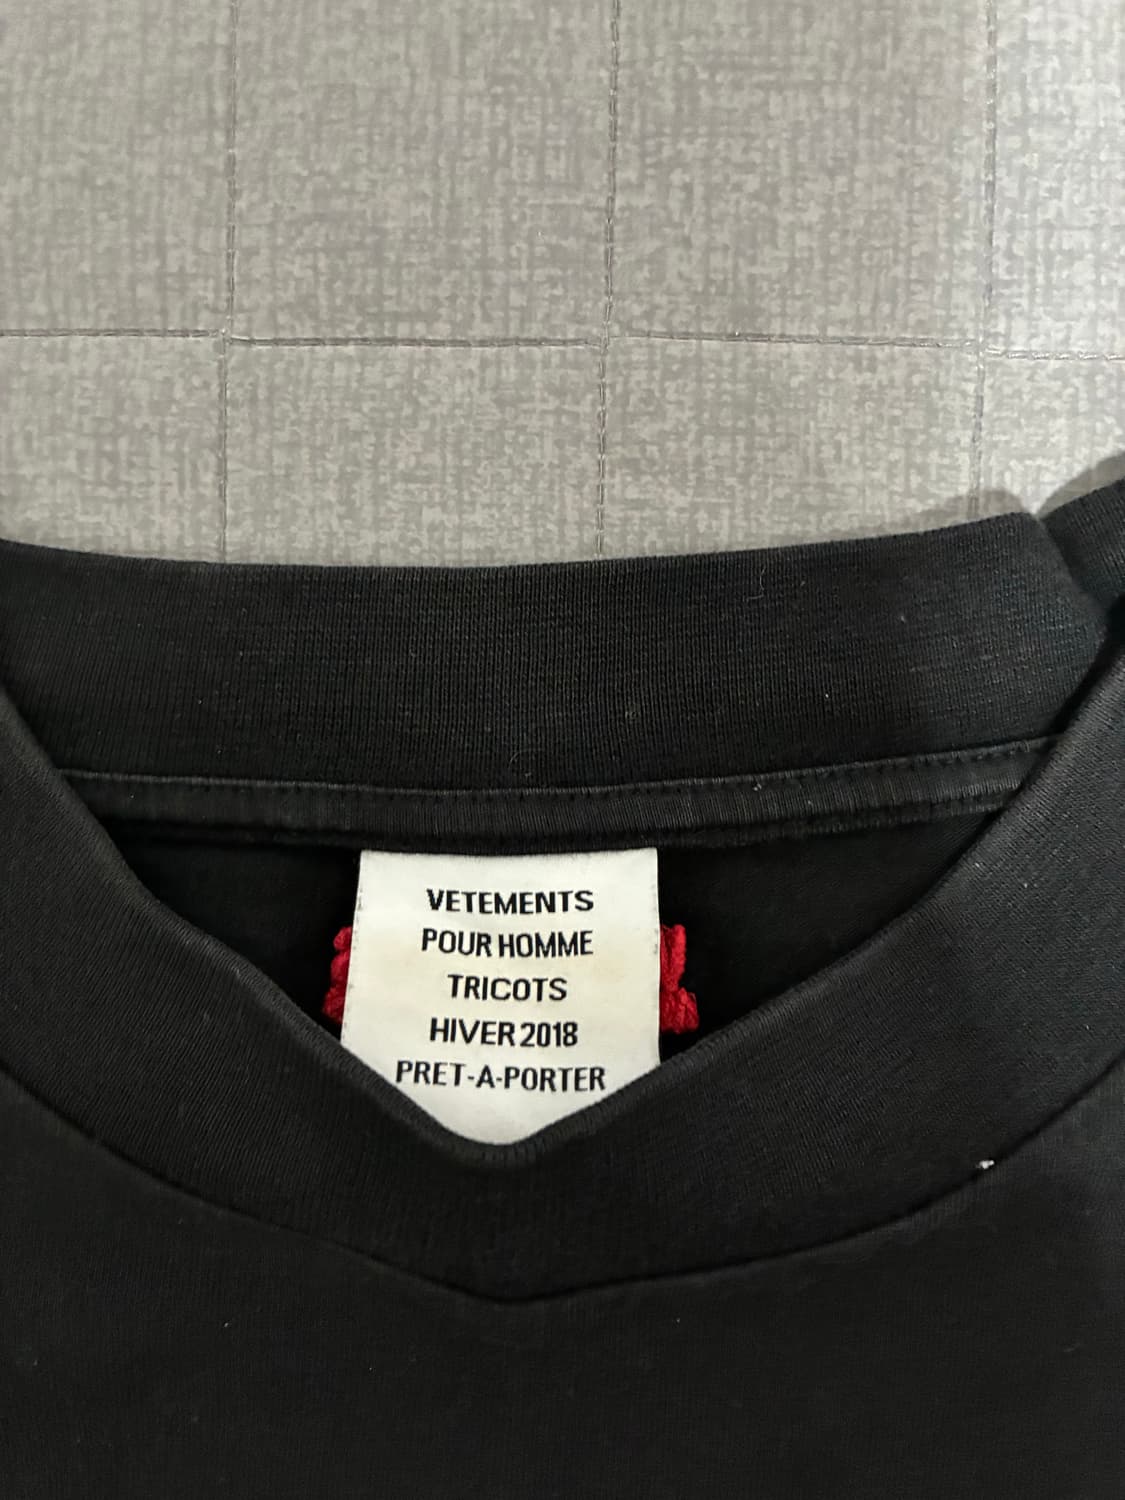 VETEMENTS
POUR HOMME
TRICOTS
HIVER 2018
PRET-A-PORTER